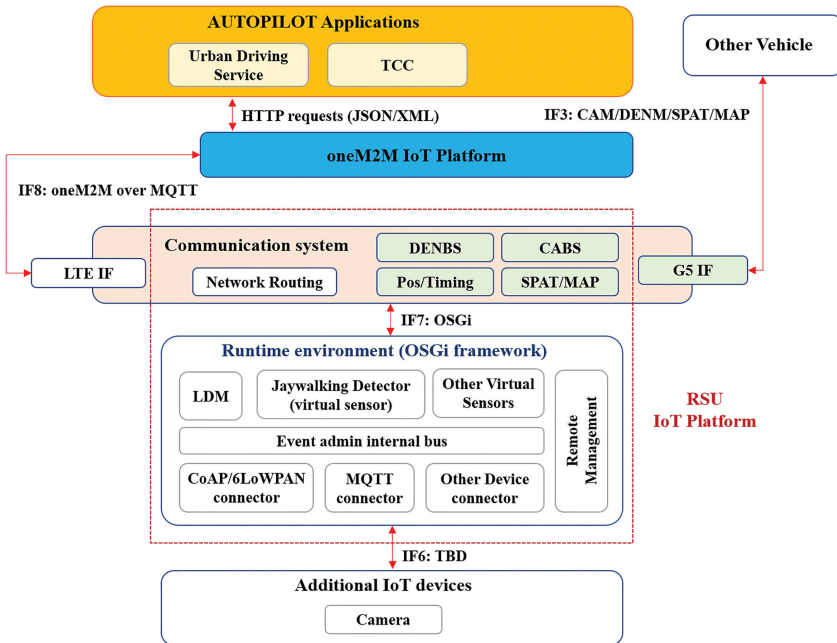 AUTOPILOT Applications
Urban Driving
Service
TCC
Other Vehicle
HTTP requests (JSON/XML)
IF3: CAM/DENM/SPAT/MAP
oneM2M IoT Platform
IF8: oneM2M over MQTT
Communication system
DENBS
CABS
LTE IF
Network Routing
Pos/Timing
SPAT/MAP
G5 IF
IF7: OSGi
Runtime environment (OSGi framework)
LDM
Jaywalking Detector
(virtual sensor)
Other Virtual
Sensors
Remote
Management
RSU
IoT Platform
Event admin internal bus
CoAP/6LoWPAN
connector
MQTT
connector
Other Device
connector
IF6: TBD
Additional IoT devices
Camera